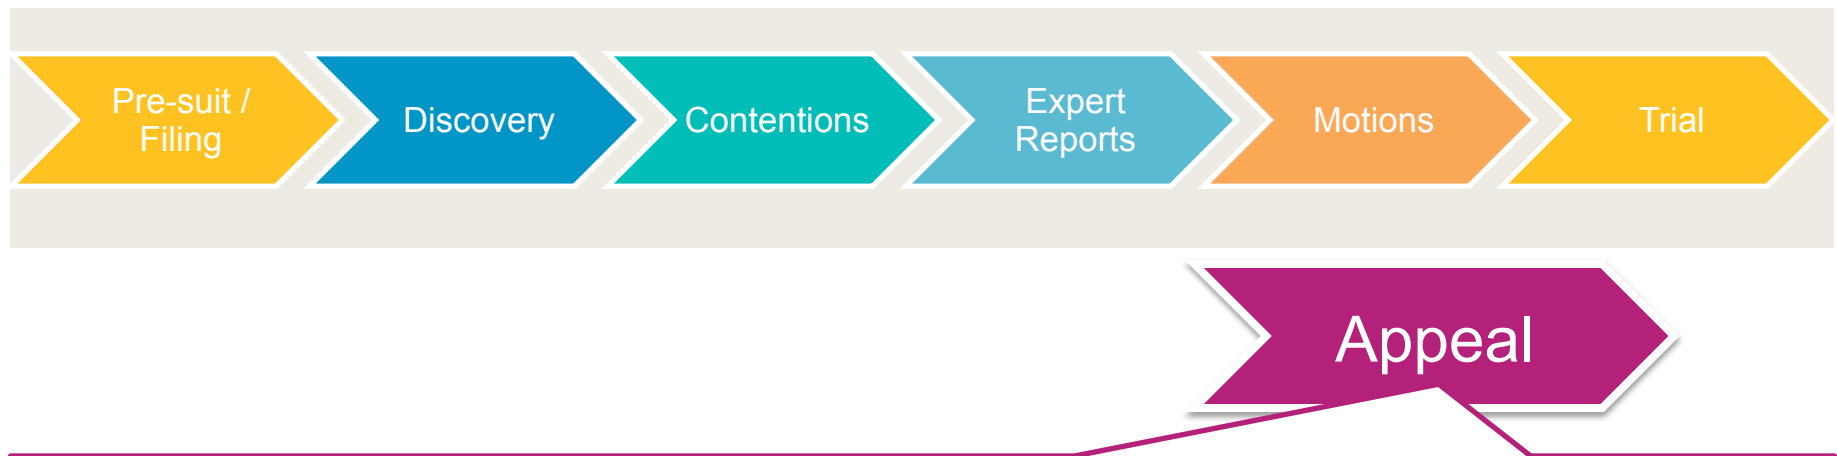 Pre-suit /
Filing
Discovery
Contentions
Expert
Reports
Motions
Trial
Appeal